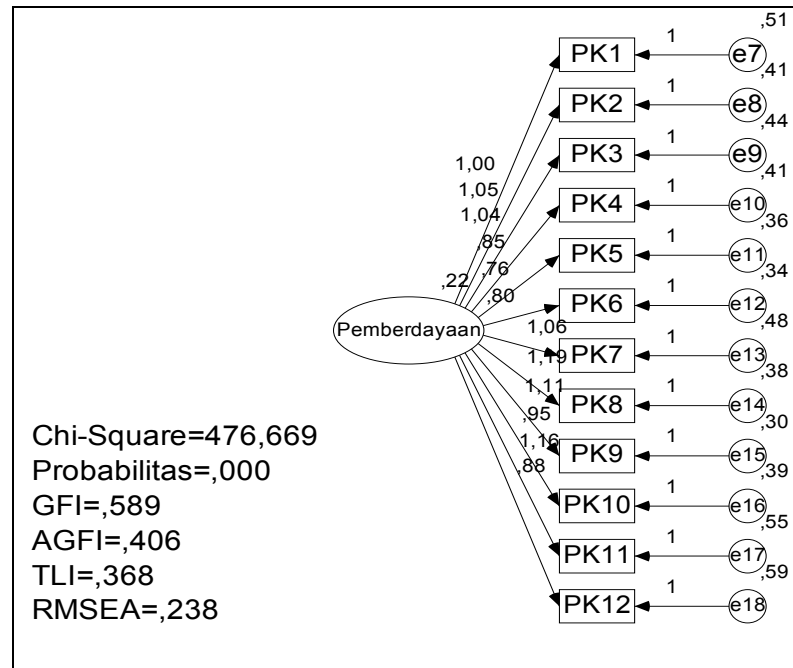 ,51
PK1
1
e7
,41
PK2
1
e8
,44
PK3
1
e9
,41
PK4
1
e10
,36
PK5
1
e11
,34
PK6
1
e12
,48
PK7
1
e13
,38
PK8
1
e14
,30
PK9
1
e15
,39
PK10
1
e16
,55
PK11
1
e17
,59
PK12
1
e18
1,00
1,05
1,04
,85
,76
,80
1,06
1,19
1,11
,95
1,16
,88
,22
Pemberdayaan
Chi-Square=476,669
Probabilitas=,000
GFI=,589
AGFI=,406
TLI=,368
RMSEA=,238